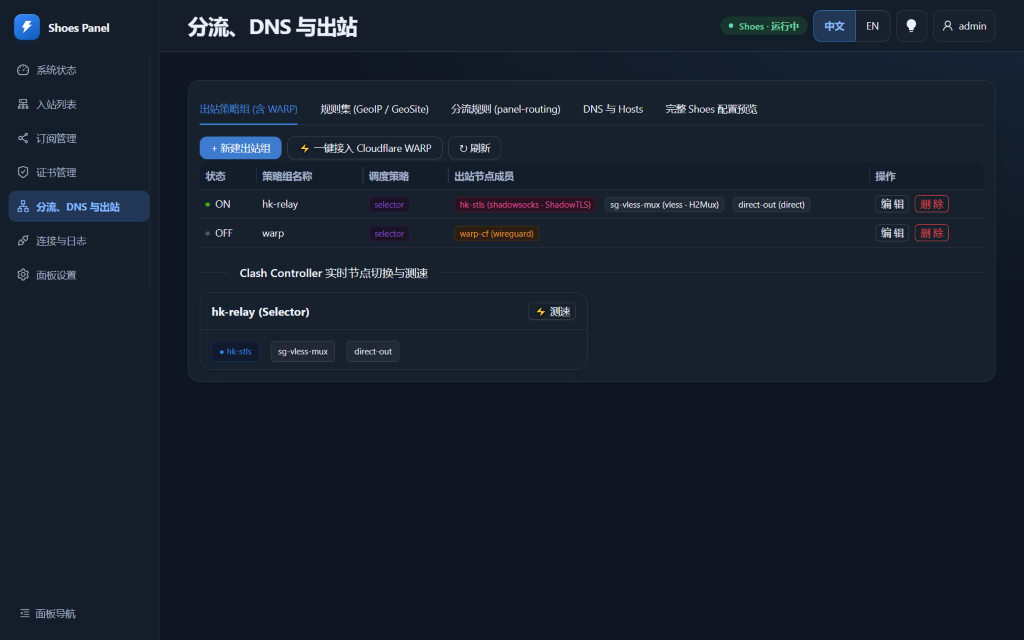 Shoes Panel
分流、DNS 与出站
Shoes · 运行中
中文
EN
admin
系统状态
入站列表
订阅管理
证书管理
分流、DNS 与出站
连接与日志
面板设置
出站策略组 (含 WARP)
规则集 (GeoIP / GeoSite)
分流规则 (panel-routing)
DNS 与 Hosts
完整 Shoes 配置预览
+ 新建出站组
一键接入 Cloudflare WARP
刷新
状态
策略组名称
调度策略
出站节点成员
操作
ON
hk-relay
selector
hk-stls (shadowsocks · ShadowTLS)
sg-vless-mux (vless · H2Mux)
direct-out (direct)
编 辑
删 除
OFF
warp
selector
warp-cf (wireguard)
编 辑
删 除
Clash Controller 实时节点切换与测速
hk-relay (Selector)
测速
hk-stls
sg-vless-mux
direct-out
面板导航